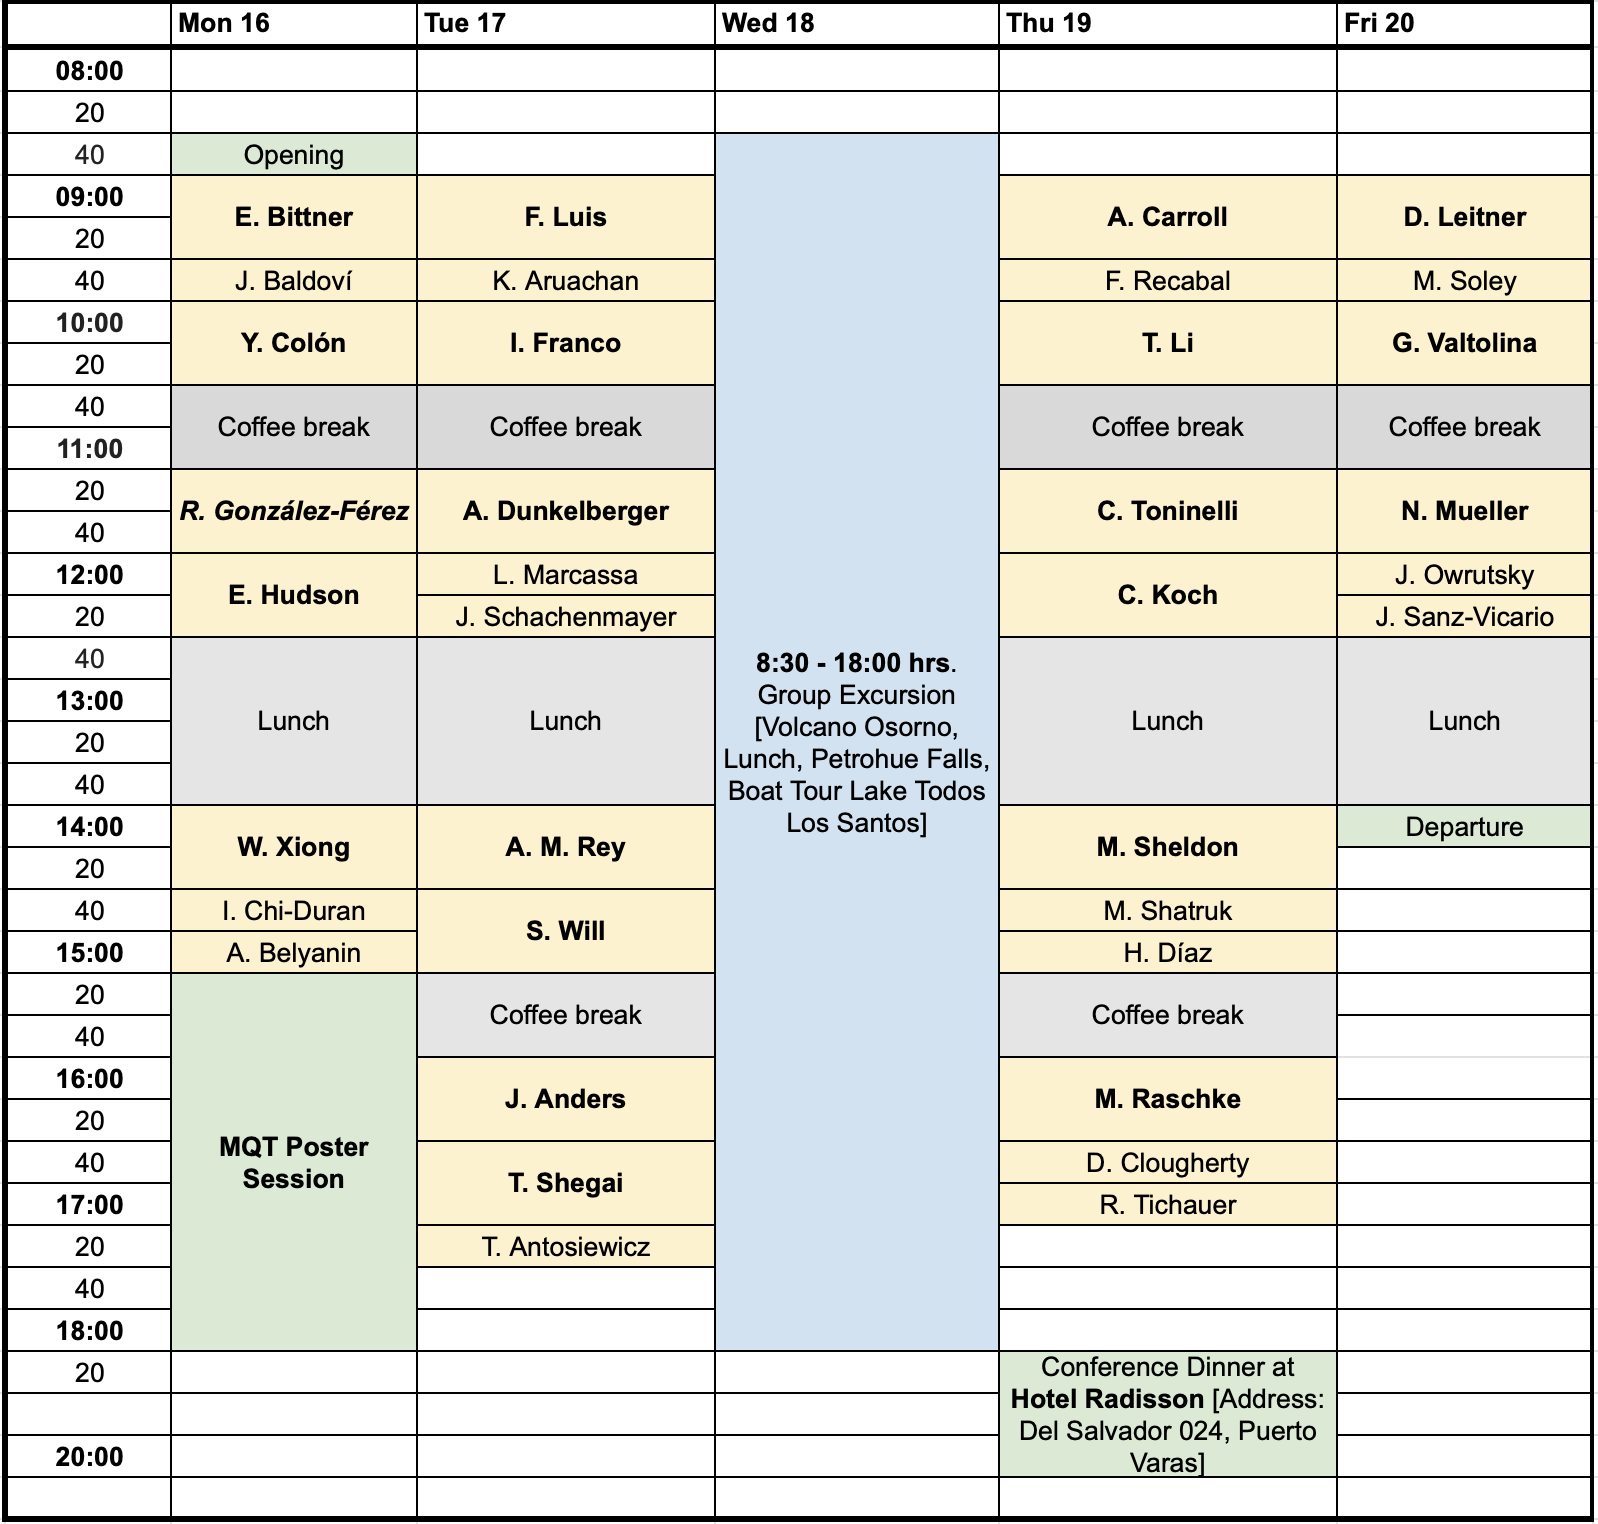 Mon 16 Tue 17 Wed 18 Thu 19 Fri 20
08:00
20
40 Opening
09:00
E. Bittner F. Luis A. Carroll D. Leitner
20
40 J. Baldoví K. Aruachan F. Recabal M. Soley
10:00
Y. Colón I. Franco T. Li G. Valtolina
20
40
Coffee break Coffee break Coffee break Coffee break
11:00
20
R. González-Férez A. Dunkelberger C. Toninelli N. Mueller
40
12:00 L. Marcassa J. Owrutsky
E. Hudson C. Koch
20 J. Schachenmayer J. Sanz-Vicario
40
8:30 - 18:00 hrs.
Group Excursion
[Volcano Osorno,
Lunch, Petrohue Falls,
Boat Tour Lake Todos
Los Santos]
13:00
Lunch Lunch Lunch Lunch
20
40
14:00 Departure
W. Xiong A. M. Rey M. Sheldon
20
40 I. Chi-Duran M. Shatruk
S. Will
15:00 A. Belyanin H. Díaz
20
Coffee break Coffee break
40
16:00
J. Anders M. Raschke
20
MQT Poster
Session
40 D. Clougherty
T. Shegai
17:00 R. Tichauer
20 T. Antosiewicz
40
18:00
20
Conference Dinner at
Hotel Radisson [Address:
Del Salvador 024, Puerto
Varas]
20:00